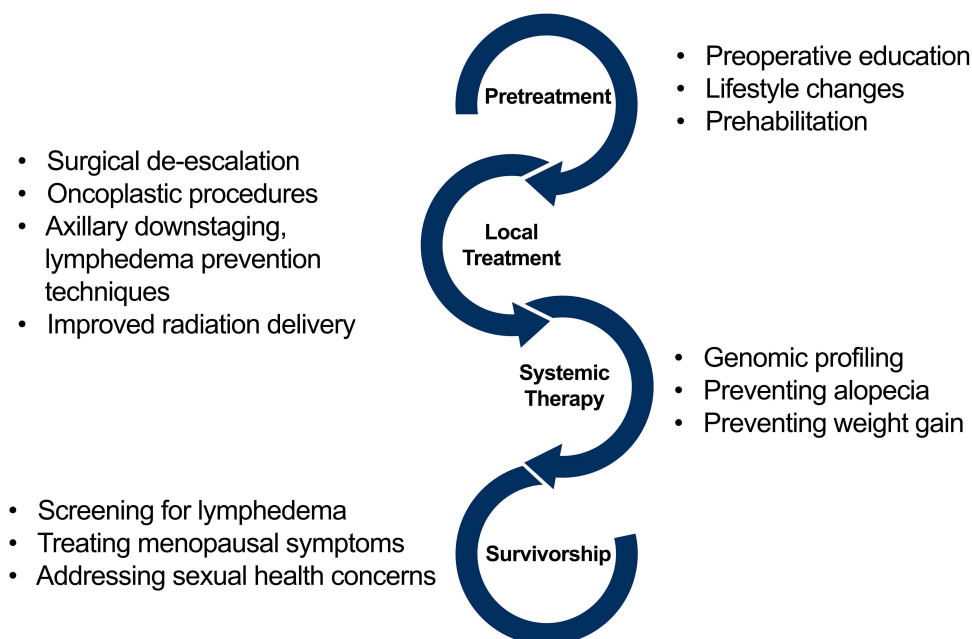 Pretreatment
• Preoperative education
• Lifestyle changes
• Prehabilitation
• Surgical de-escalation
• Oncoplastic procedures
• Axillary downstaging,
lymphedema prevention
techniques
• Improved radiation delivery
Local
Treatment
Systemic
Therapy
• Genomic profiling
• Preventing alopecia
• Preventing weight gain
• Screening for lymphedema
• Treating menopausal symptoms
• Addressing sexual health concerns
Survivorship